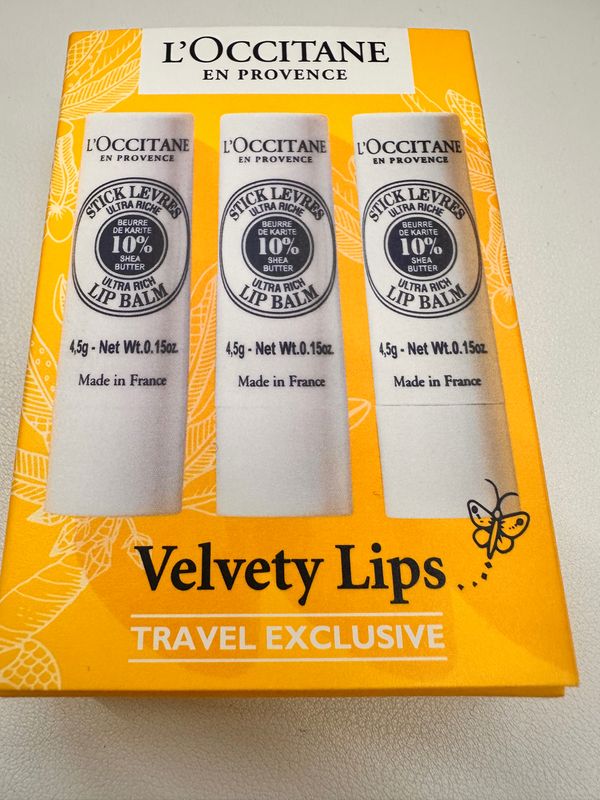 L'OCCITANE
EN PROVENCE
L'OCCITANE
EN PROVENCE
STICK LEVRES
ULTRA RICHE
BEURRE
DE KARITE
10%
SHEA
BUTTER
ULTRA RICH
LIP BALM
4,5g - Net Wt.0.15oz.
Made in France
L'OCCITANE
EN PROVENCE
STICK LEVRES
ULTRA RICHE
BEURRE
DE KARITE
10%
SHEA
BUTTER
ULTRA RICH
LIP BALM
4,5g - Net Wt.0.15oz.
Made in France
L'OCCITANE
EN PROVENCE
STICK LEVRES
ULTRA RICHE
BEURRE
DE KARITE
10%
SHEA
BUTTER
ULTRA RICH
LIP BALM
4,5g - Net Wt.0.15oz.
Made in France
Velvety Lips
TRAVEL EXCLUSIVE